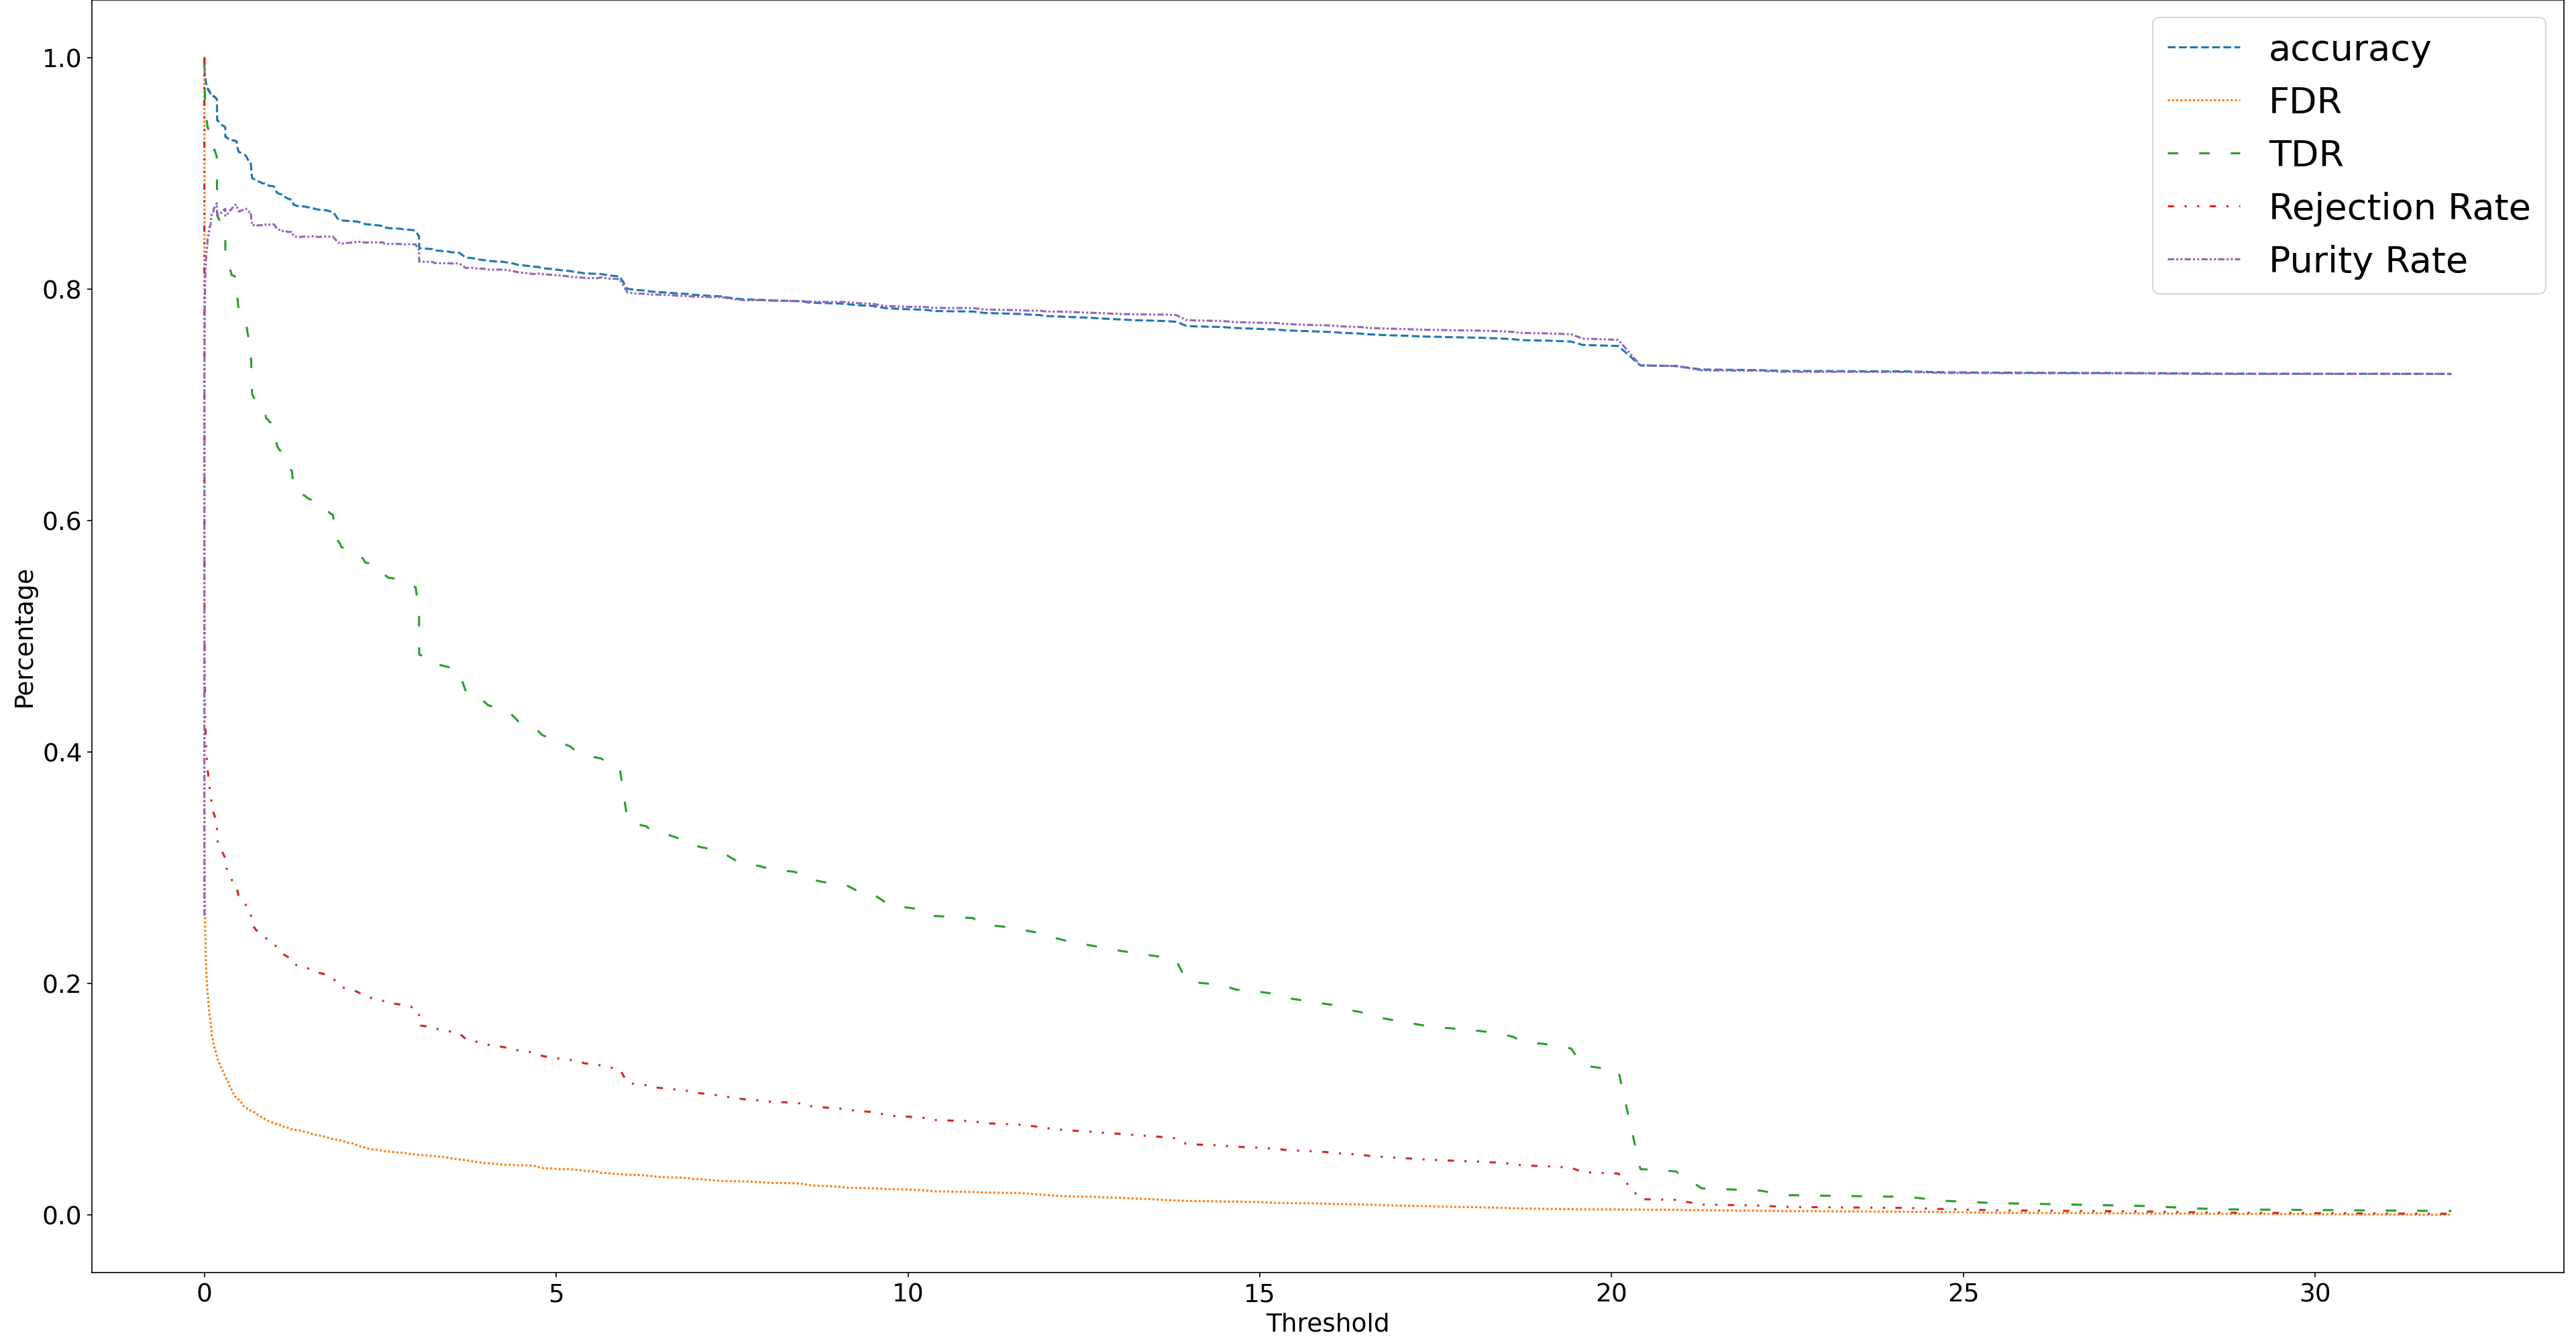 accuracy
FDR
TDR
Rejection Rate
Purity Rate
1.0
0.8
0.6
0.4
0.2
0.0
Percentage
0 5 10 15 20 25 30
Threshold